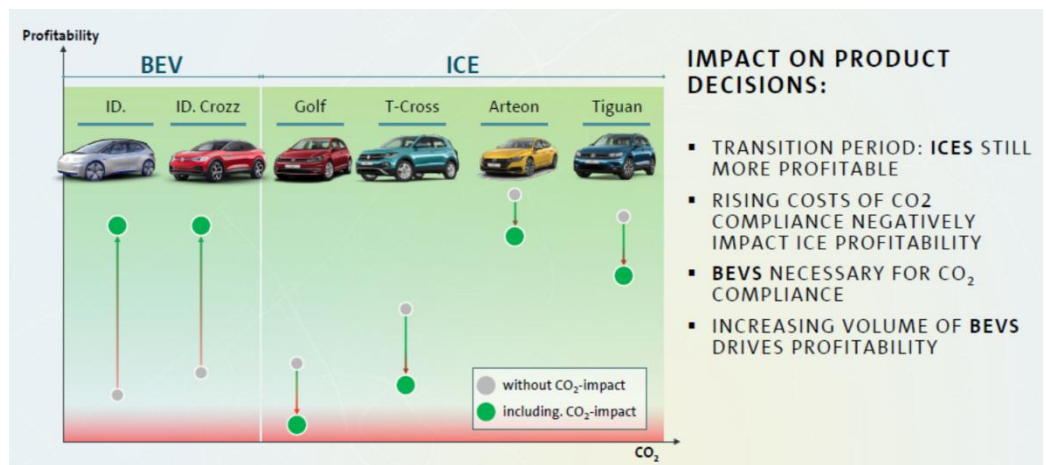 Profitability
BEV
ICE
ID.
ID. Crozz
Golf
T-Cross
Arteon
Tiguan
without CO₂-impact
including. CO₂-impact
CO₂
IMPACT ON PRODUCT
DECISIONS:
▪ TRANSITION PERIOD: ICES STILL
MORE PROFITABLE
▪ RISING COSTS OF CO2
COMPLIANCE NEGATIVELY
IMPACT ICE PROFITABILITY
▪ BEVS NECESSARY FOR CO₂
COMPLIANCE
▪ INCREASING VOLUME OF BEVS
DRIVES PROFITABILITY